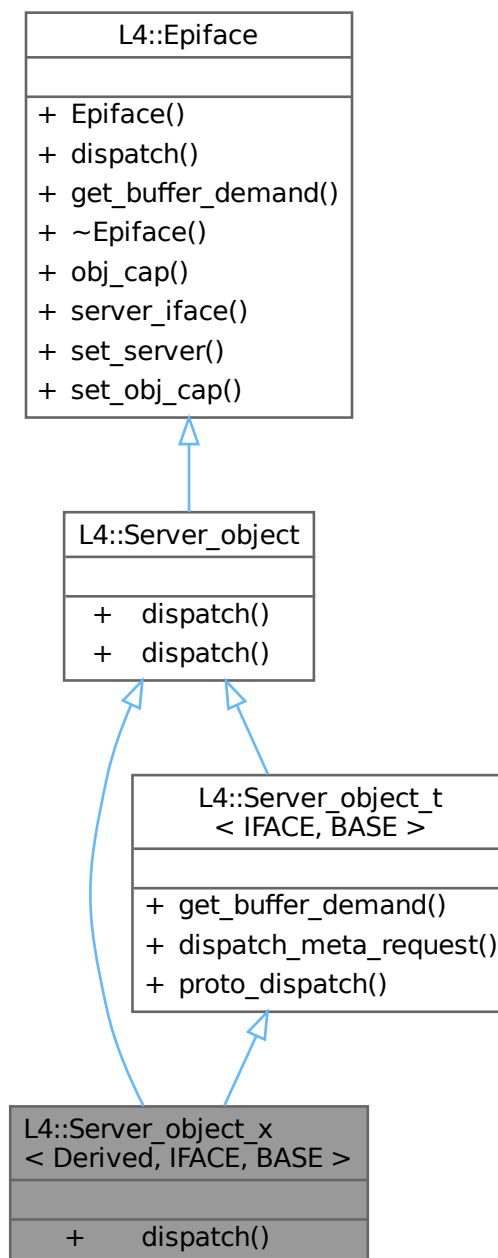 L4::Epiface
+ Epiface()
+ dispatch()
+ get_buffer_demand()
+ ~Epiface()
+ obj_cap()
+ server_iface()
+ set_server()
+ set_obj_cap()
L4::Server_object
+ dispatch()
+ dispatch()
L4::Server_object_t
< IFACE, BASE >
+ get_buffer_demand()
+ dispatch_meta_request()
+ proto_dispatch()
L4::Server_object_x
< Derived, IFACE, BASE >
+ dispatch()